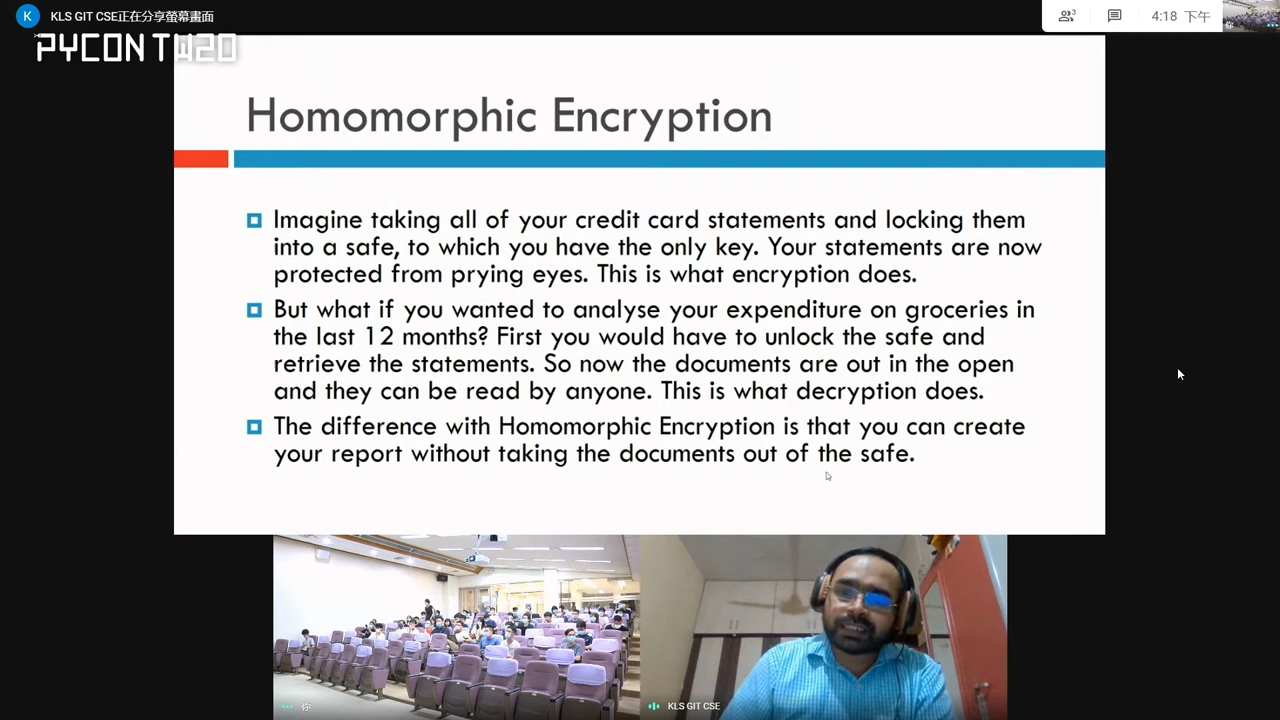 K
KLS GIT CSE正在分享螢幕畫面
3
4:18 下午
你
PYCON TW20
Homomorphic Encryption
Imagine taking all of your credit card statements and locking them
into a safe, to which you have the only key. Your statements are now
protected from prying eyes. This is what encryption does.
But what if you wanted to analyse your expenditure on groceries in
the last 12 months? First you would have to unlock the safe and
retrieve the statements. So now the documents are out in the open
and they can be read by anyone. This is what decryption does.
The difference with Homomorphic Encryption is that you can create
your report without taking the documents out of the safe.
你
KLS GIT CSE